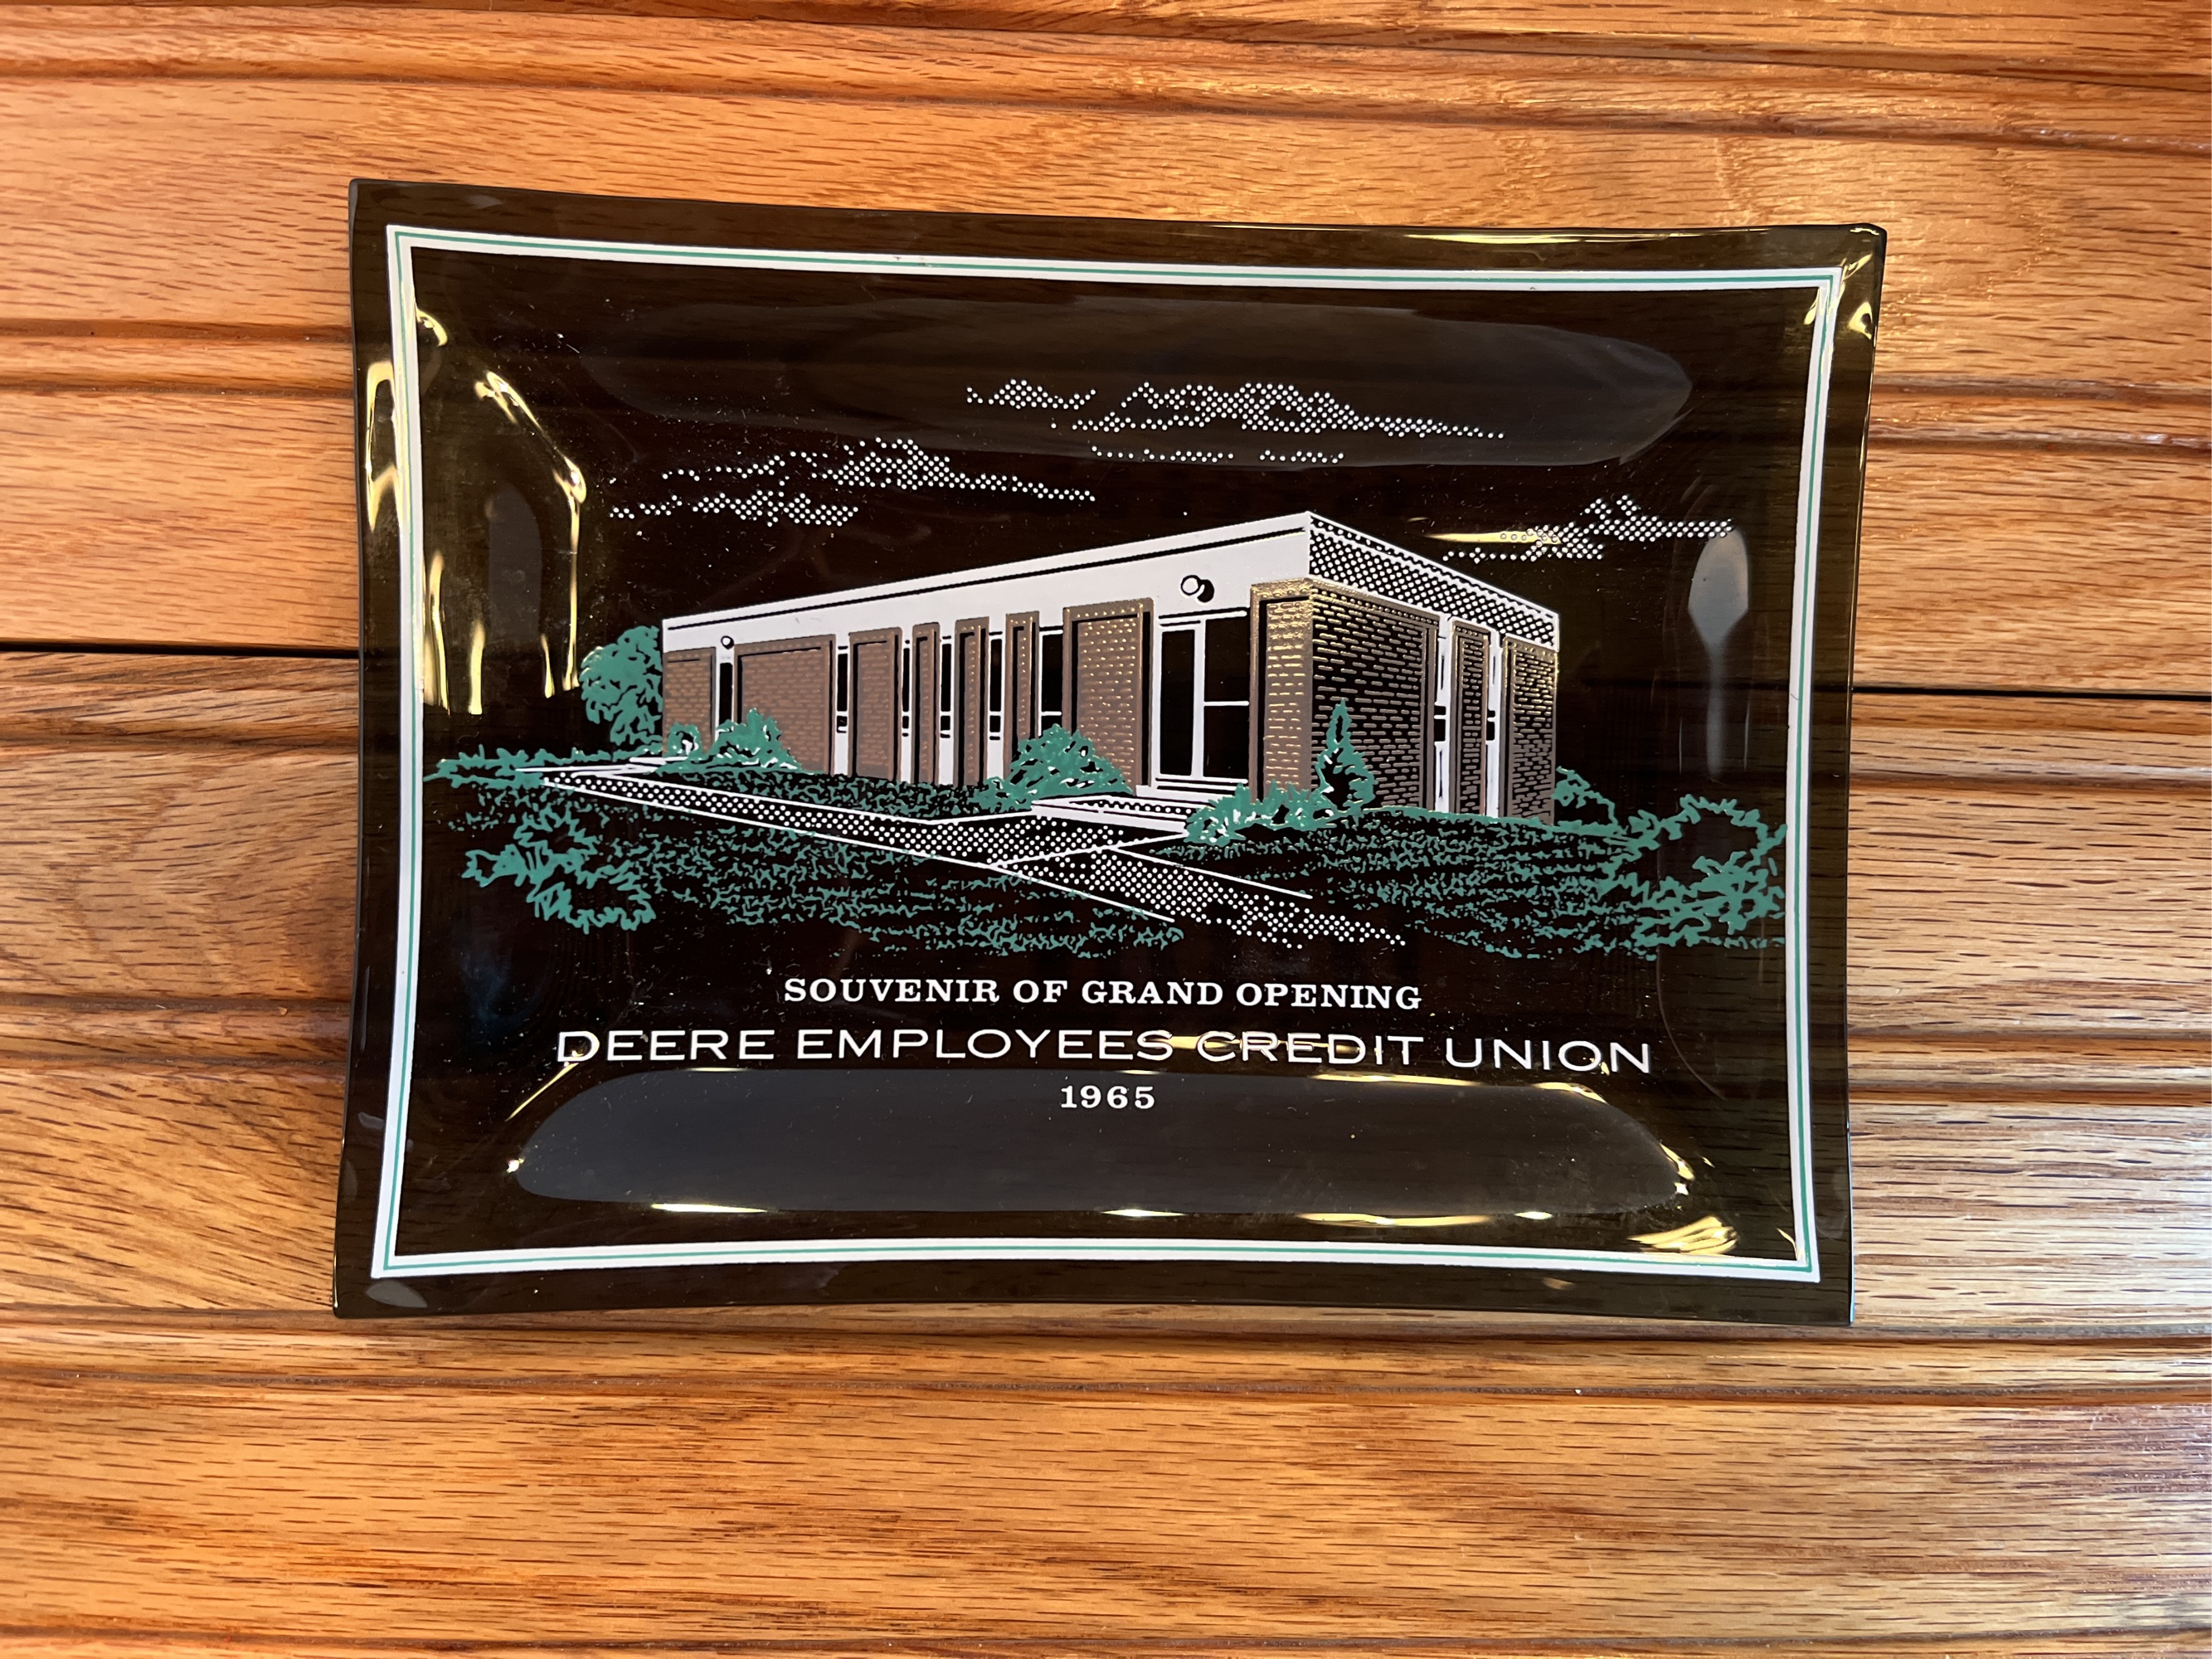 SOUVENIR OF GRAND OPENING
DEERE EMPLOYEES CREDIT UNION
1965